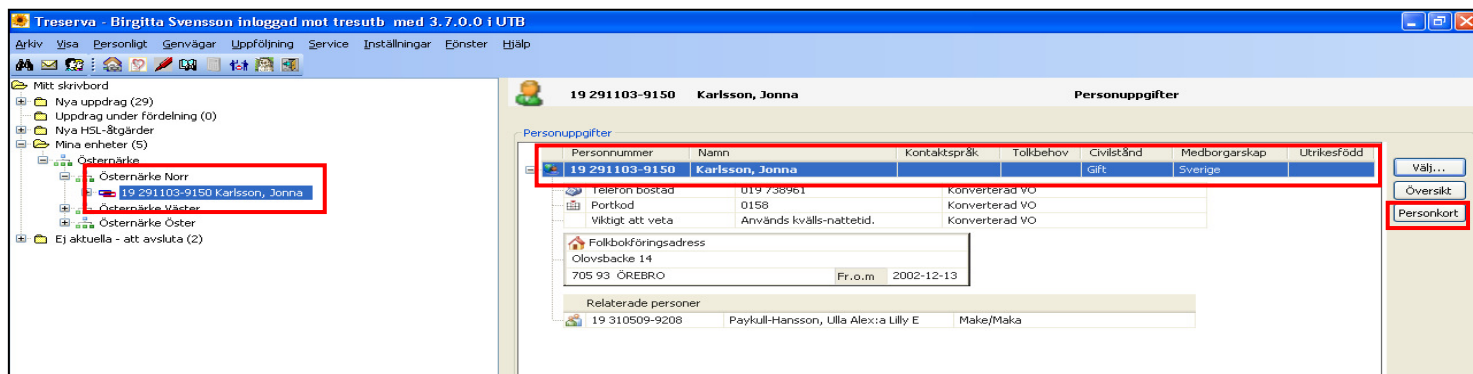 Treserva - Birgitta Svensson inloggad mot tresutb med 3.7.0.0 i UTB
Arkiv Visa Personligt Genvägar Uppföljning Service Inställningar Fönster Hjälp
Mitt skrivbord
Nya uppdrag (29)
Uppdrag under fördelning (0)
Nya HSL-åtgärder
Mina enheter (5)
Östernärke
Östernärke Norr
19 291103-9150 Karlsson, Jonna
Östernärke Väster
Östernärke Öster
Ej aktuella - att avsluta (2)
19 291103-9150 Karlsson, Jonna Personuppgifter
Personuppgifter
Personnummer Namn Kontaktspråk Tolkbehov Civilstånd Medborgarskap Utrikesfödd
19 291103-9150 Karlsson, Jonna Gift Sverige
Telefon bostad 019 738961 Konverterad VO
Portkod 0158 Konverterad VO
Viktigt att veta Används kvälls-nattetid. Konverterad VO
Folkbokföringsadress
Olovsbacke 14
705 93 ÖREBRO Fr.o.m 2002-12-13
Relaterade personer
19 310509-9208 Paykull-Hansson, Ulla Alex:a Lilly E Make/Maka
Välj...
Översikt
Personkort